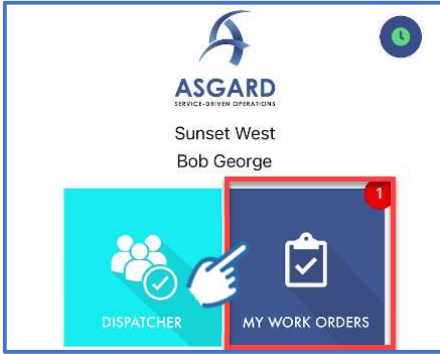 ASGARD
SERVICE-DRIVEN OPERATIONS
Sunset West
Bob George
1
DISPATCHER
MY WORK ORDERS